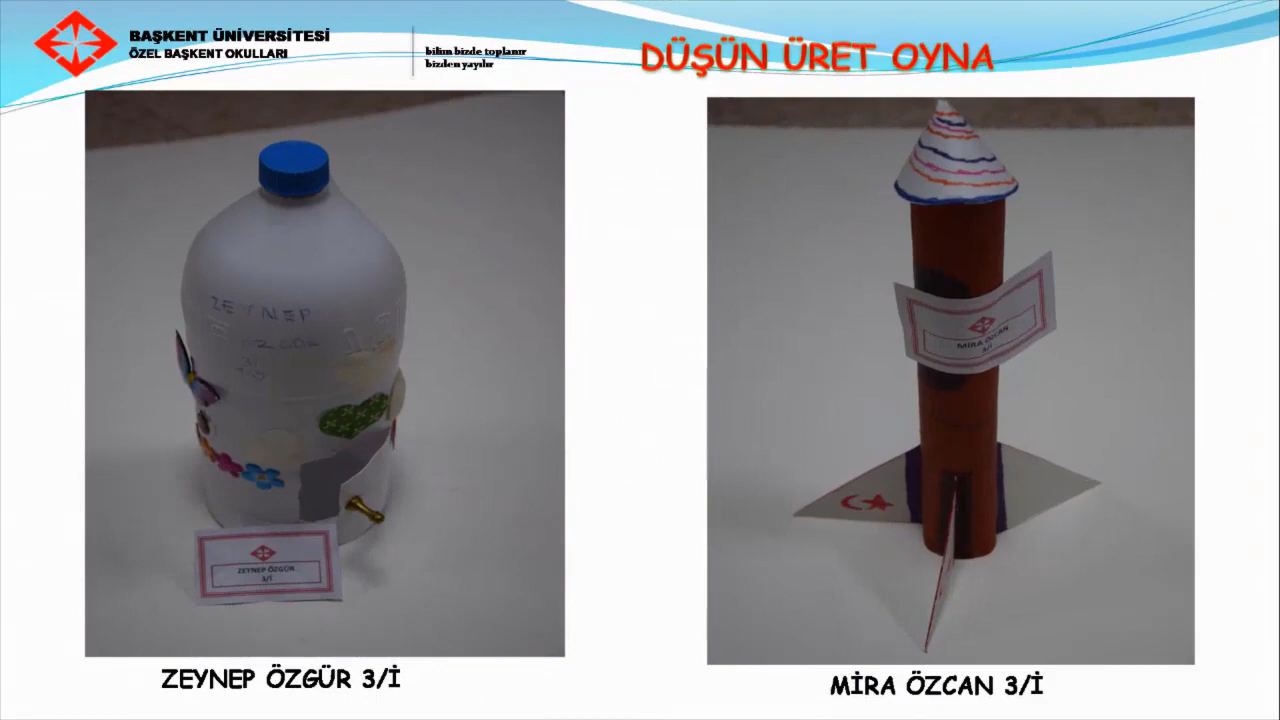 BAŞKENT ÜNİVERSİTESİ
ÖZEL BAŞKENT OKULLARI
bilim bizde toplanır
bizden yayılır
DÜŞÜN ÜRET OYNA
ZEYNEP
ZEYNEP ÖZGÜR
3/İ
MİRA ÖZCAN
3/İ
ZEYNEP ÖZGÜR 3/İ
MİRA ÖZCAN 3/İ